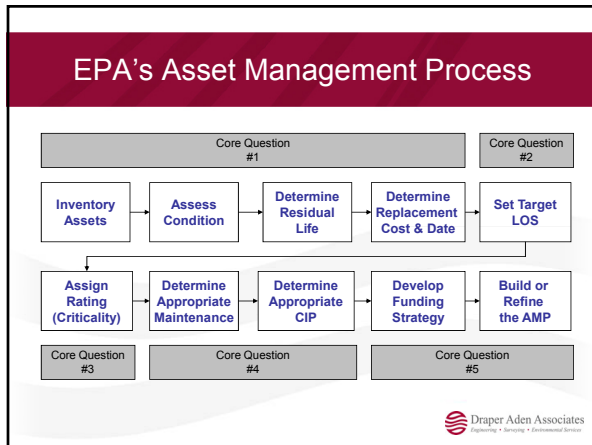 EPA’s Asset Management Process
Core Question
#1
Core Question
#2
Inventory
Assets
Assess
Condition
Determine
Residual
Life
Determine
Replacement
Cost & Date
Set Target
LOS
Assign
Rating
(Criticality)
Determine
Appropriate
Maintenance
Determine
Appropriate
CIP
Develop
Funding
Strategy
Build or
Refine
the AMP
Core Question
#3
Core Question
#4
Core Question
#5
Draper Aden Associates
Engineering • Surveying • Environmental Services